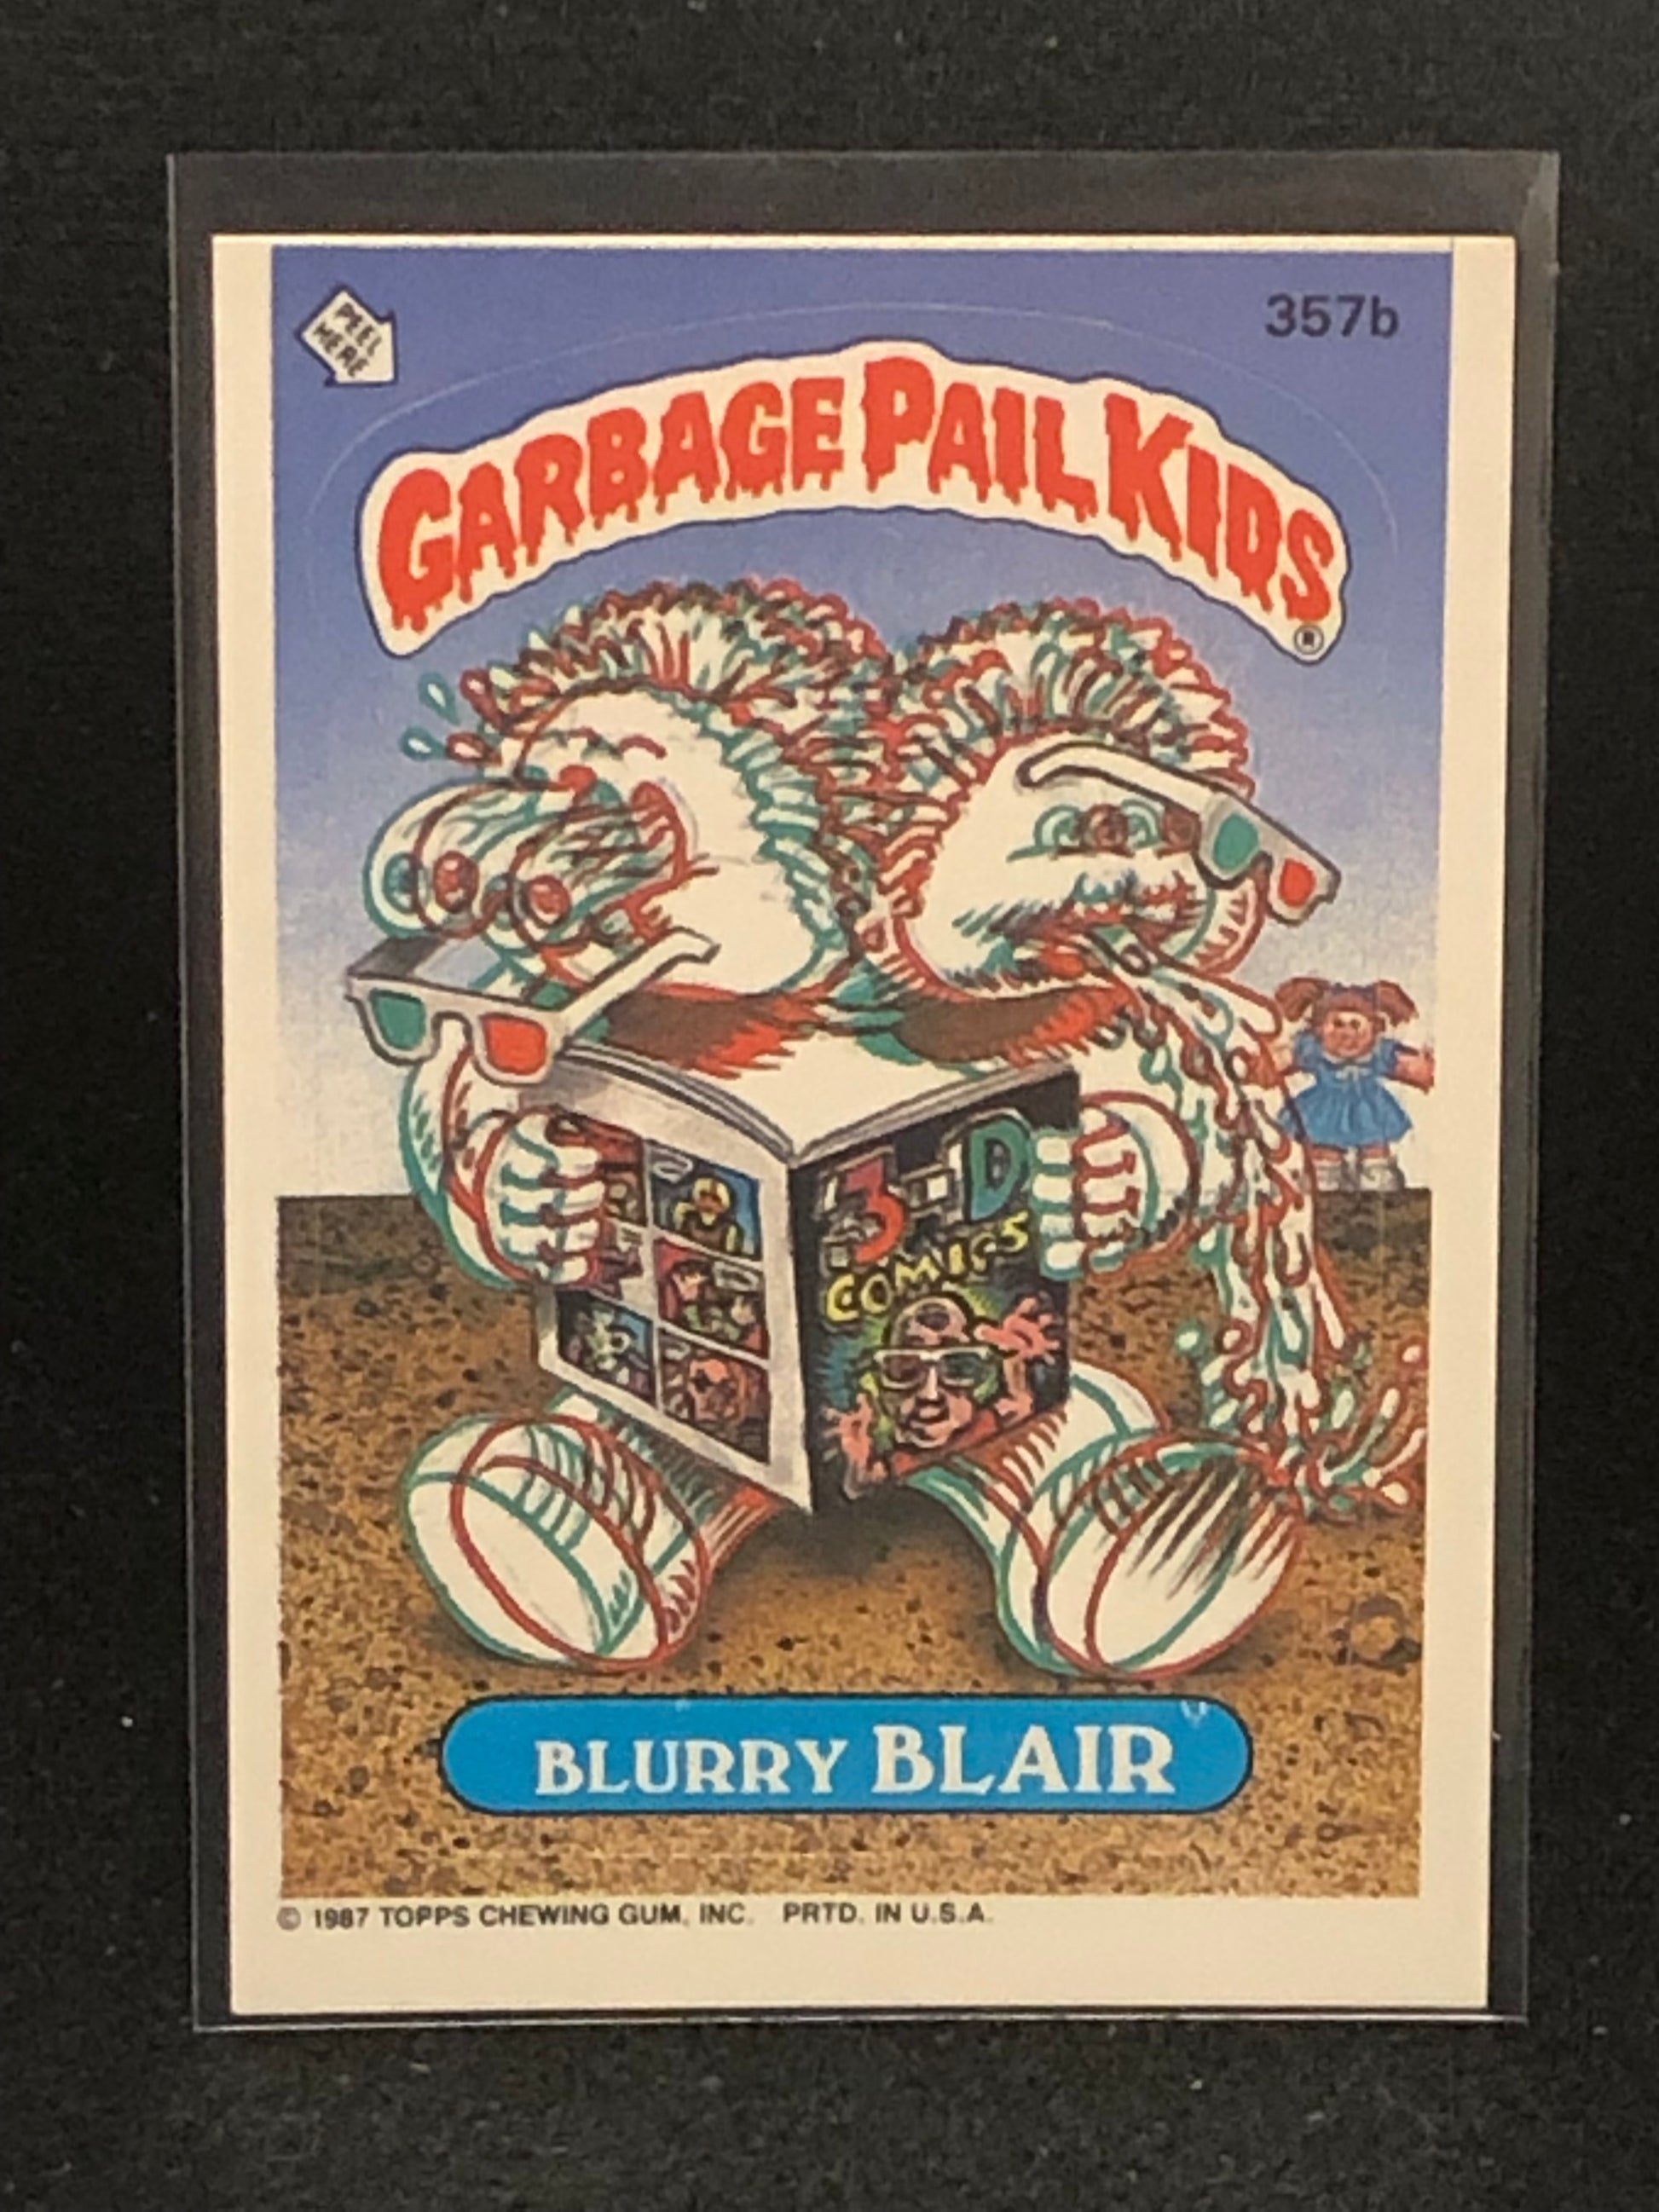 PEEL
HERE
357b
GARBAGE PAIL KIDS
®
3-D
COMICS
BLURRY BLAIR
© 1987 TOPPS CHEWING GUM, INC. PRTD. IN U.S.A.